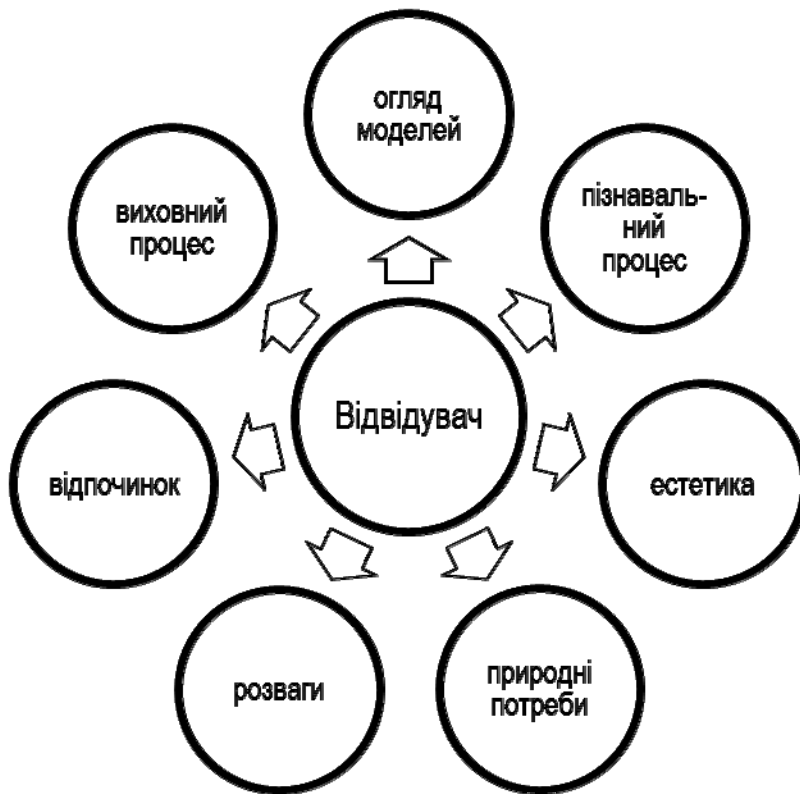 огляд
моделей
пізнаваль-
ний
процес
естетика
природні
потреби
розваги
відпочинок
виховний
процес
Відвідувач